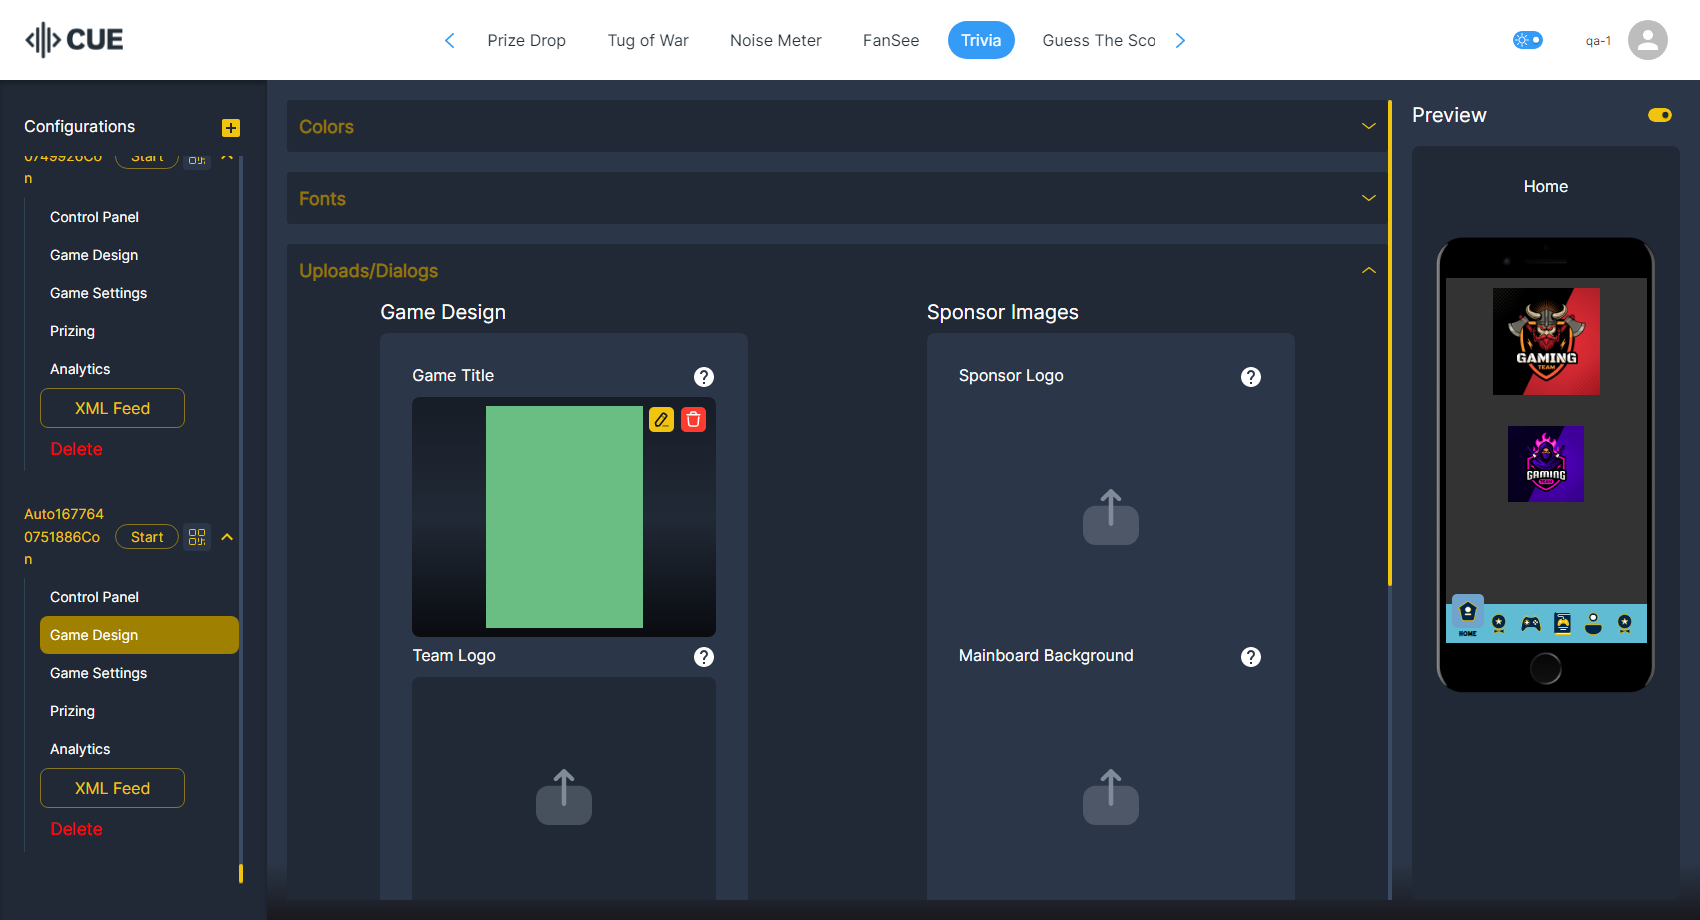 CUE
Prize Drop
Tug of War
Noise Meter
FanSee
Trivia
Guess The Sco
qa-1
Configurations
0749926Co
n
Start
Control Panel
Game Design
Game Settings
Prizing
Analytics
XML Feed
Delete
Auto167764
0751886Co
n
Start
Control Panel
Game Design
Game Settings
Prizing
Analytics
XML Feed
Delete
Colors
Fonts
Uploads/Dialogs
Game Design
Game Title
Team Logo
Sponsor Images
Sponsor Logo
Mainboard Background
Preview
Home
GAMING
TEAM
GAMING
TEAM
HOME